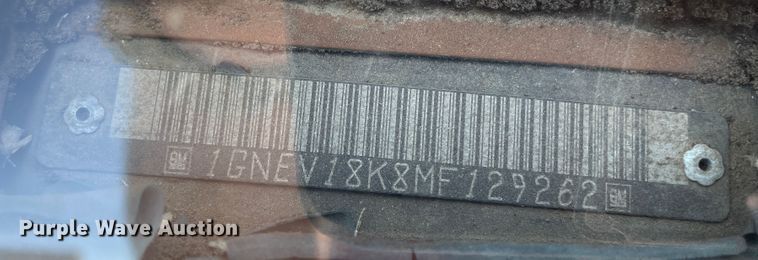 GM 1GNEV18K8MF129262 GM
Purple Wave Auction